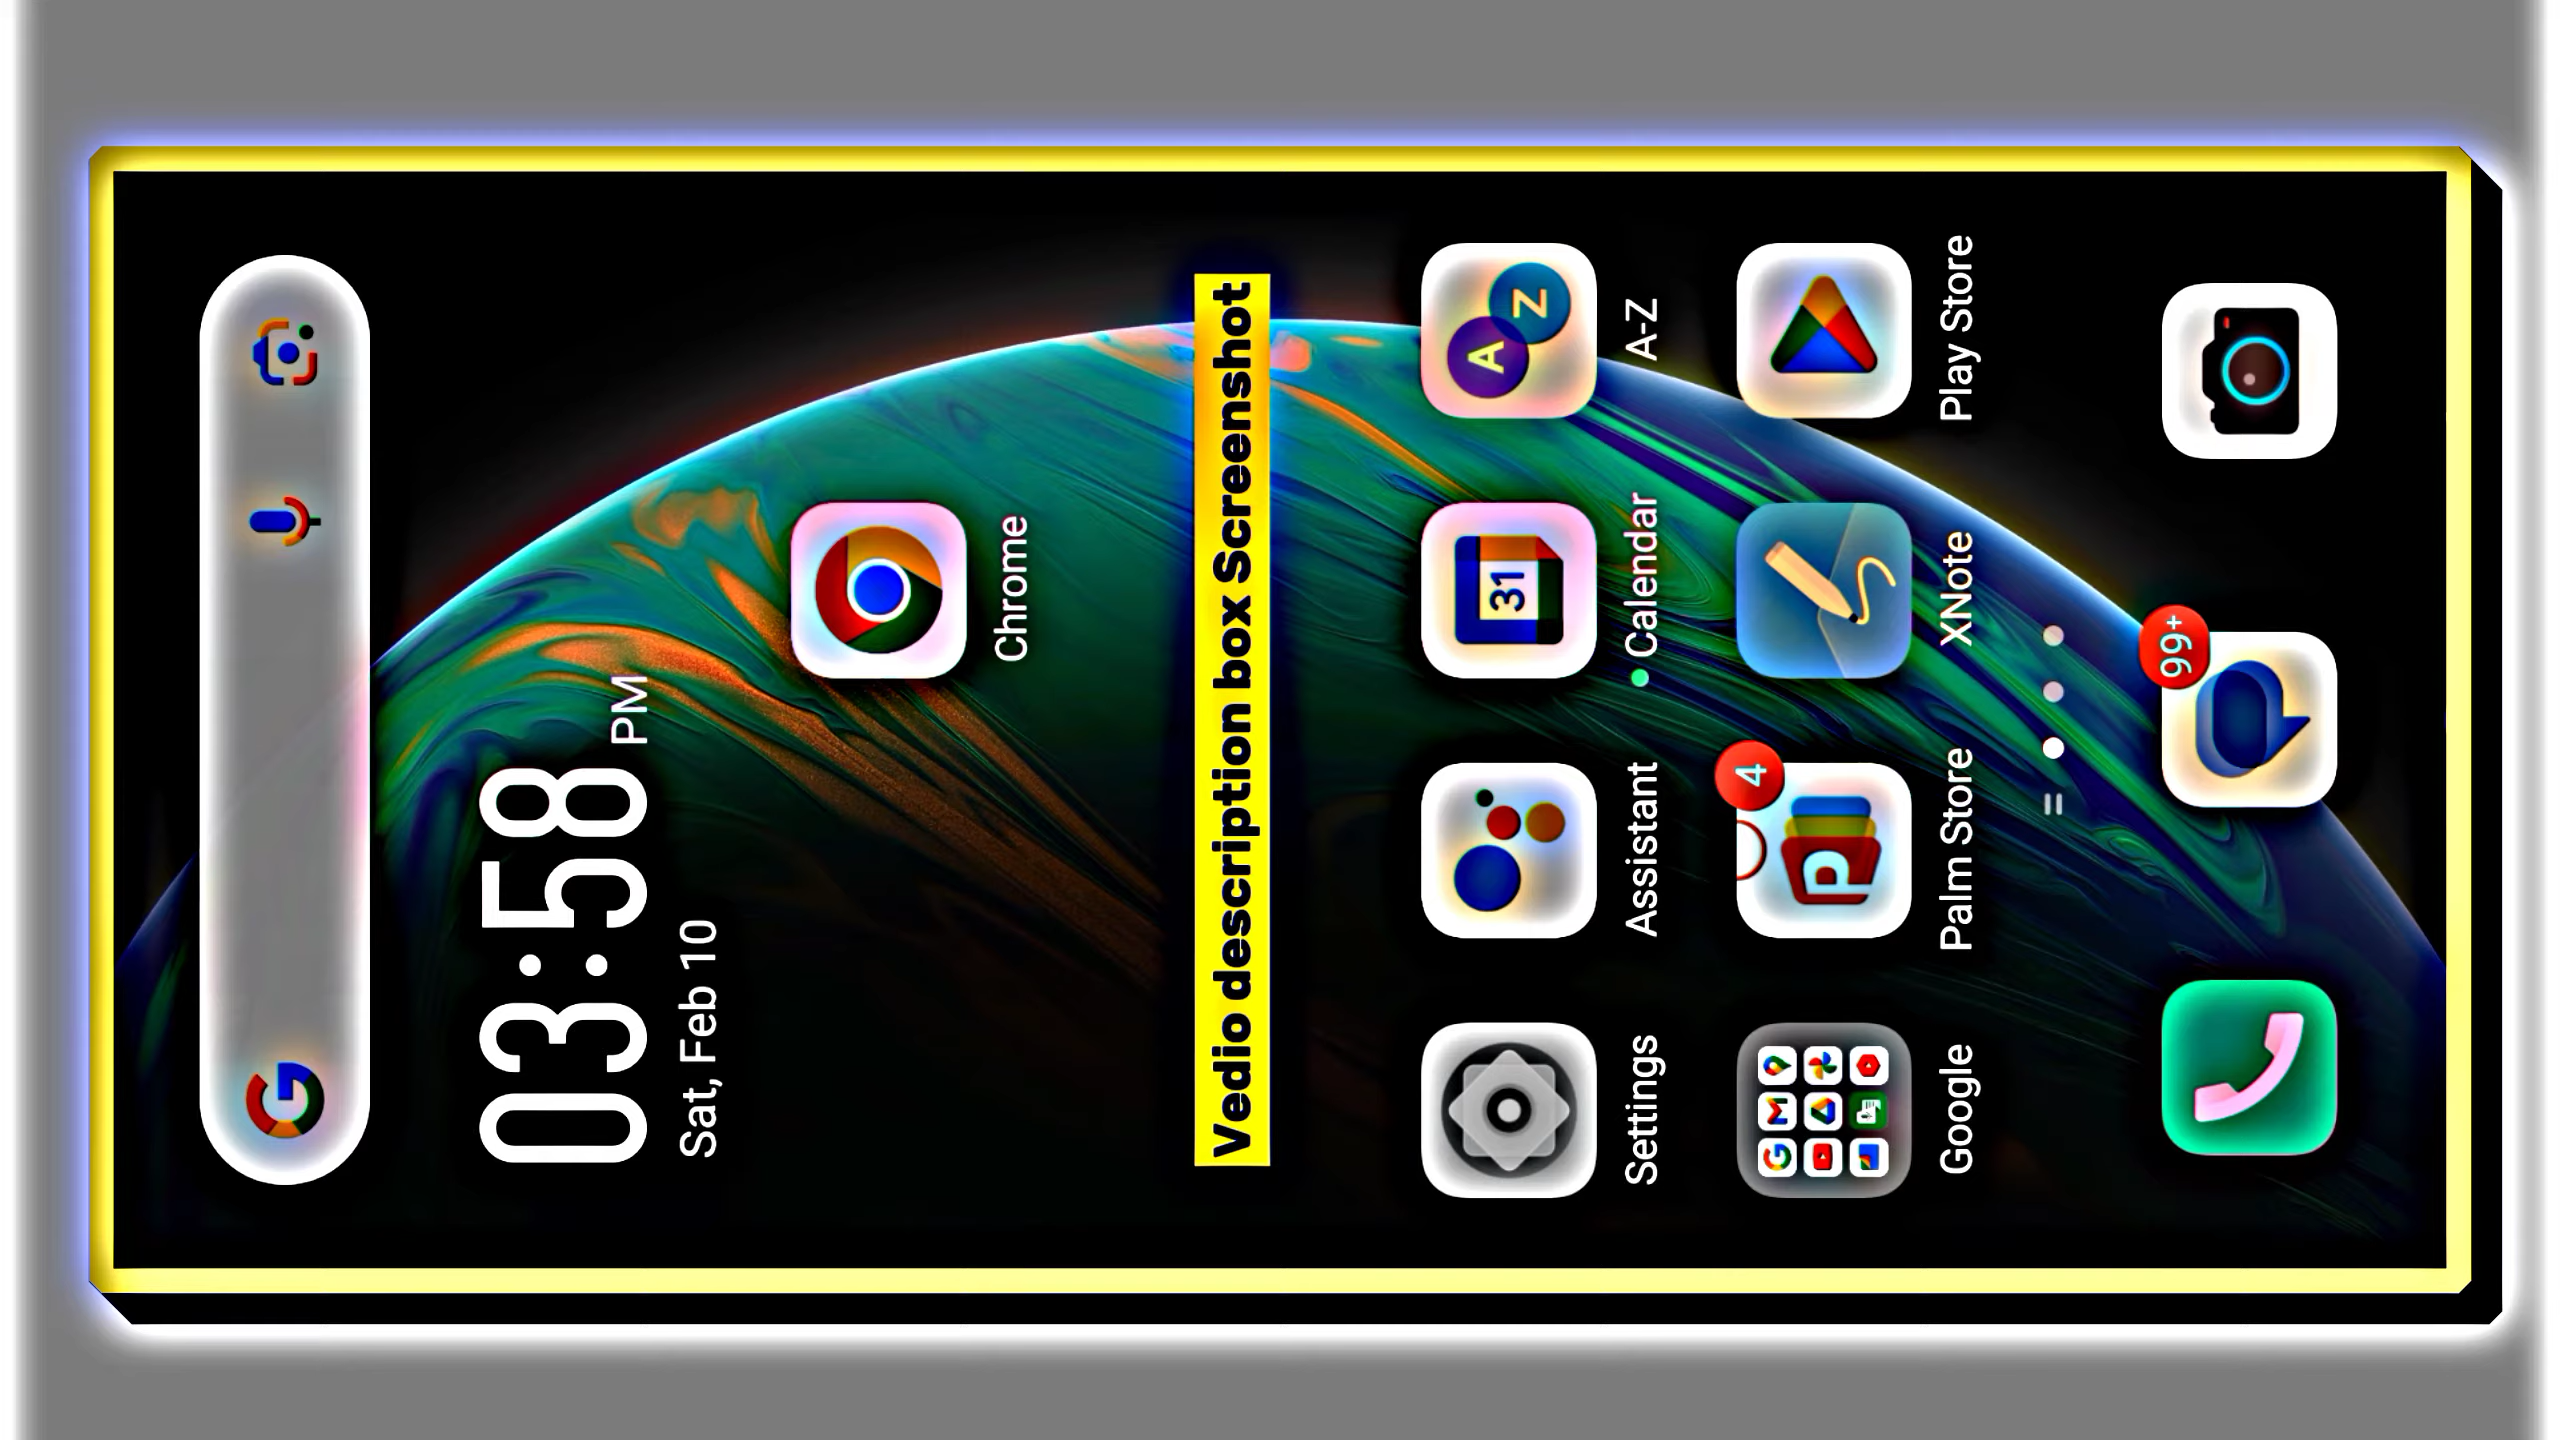 03:58 PM
Sat, Feb 10
Chrome
Vedio description box Screenshot
A Z
31
Settings
Assistant
Calendar
A-Z
4
Google
Palm Store
XNote
Play Store
99+